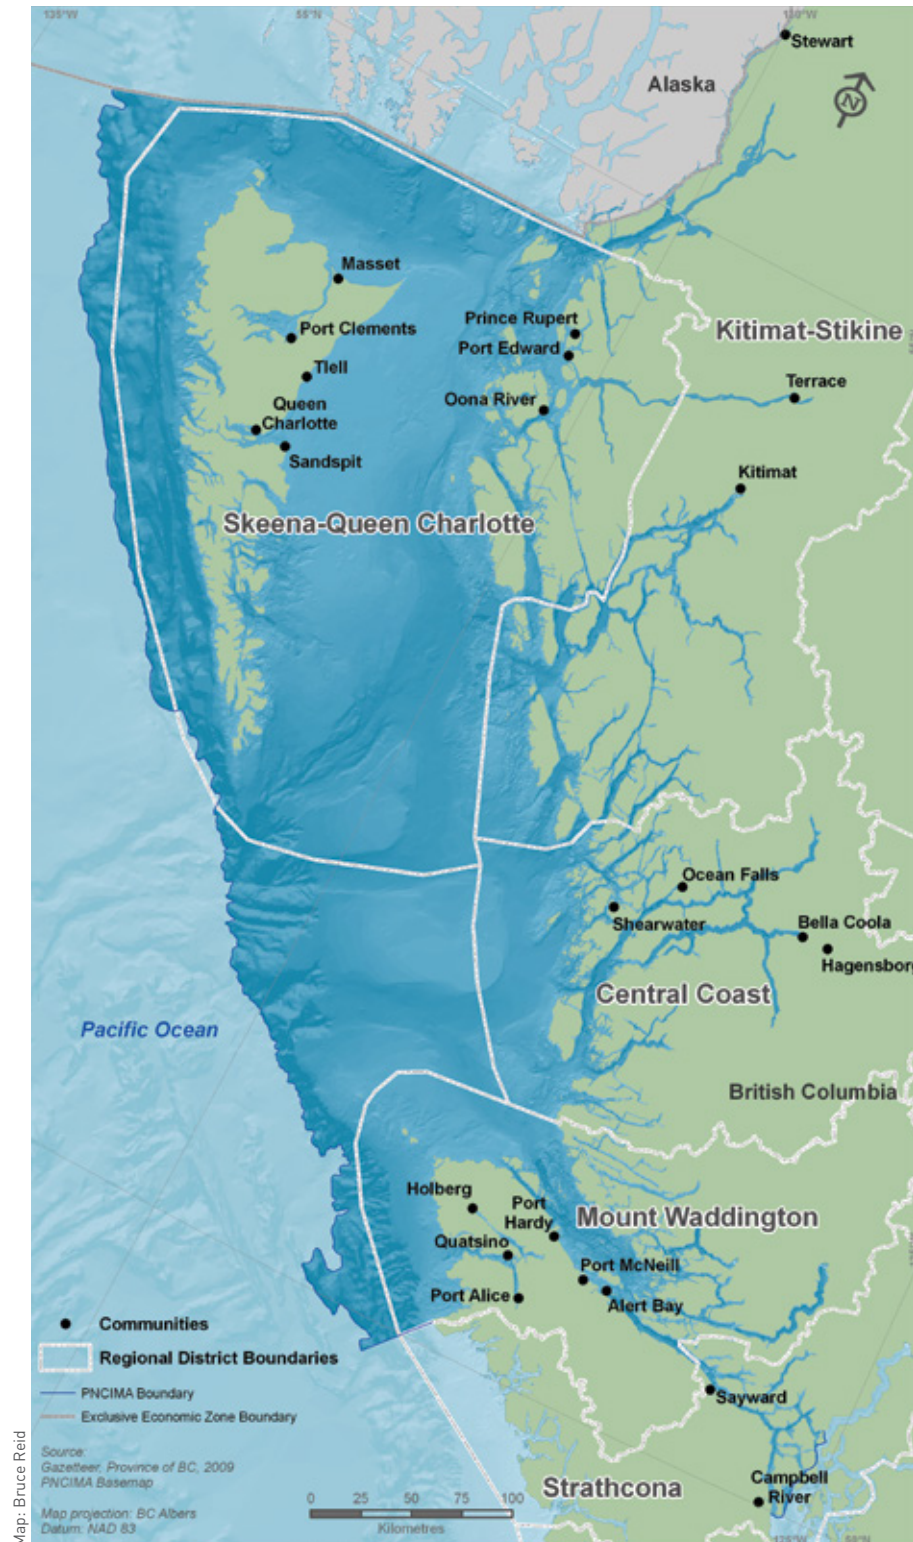 135°W
55°N
130°W
Stewart
Alaska
N
Masset
Port Clements
Tlell
Queen
Charlotte
Sandspit
Prince Rupert
Port Edward
Oona River
Kitimat-Stikine
Terrace
Kitimat
Skeena-Queen Charlotte
Ocean Falls
Shearwater
Bella Coola
Hagensborg
Central Coast
Pacific Ocean
British Columbia
Holberg
Port
Hardy
Mount Waddington
Quatsino
Port McNeill
Port Alice
Alert Bay
Communities
Regional District Boundaries
PNCIMA Boundary
Exclusive Economic Zone Boundary
Sayward
Source:
Gazetteer, Province of BC, 2009
PNCIMA Basemap
Map projection: BC Albers
Datum: NAD 83
0 25 50 75 100
Kilometres
Strathcona
Campbell
River
125°W
50°N
Map: Bruce Reid